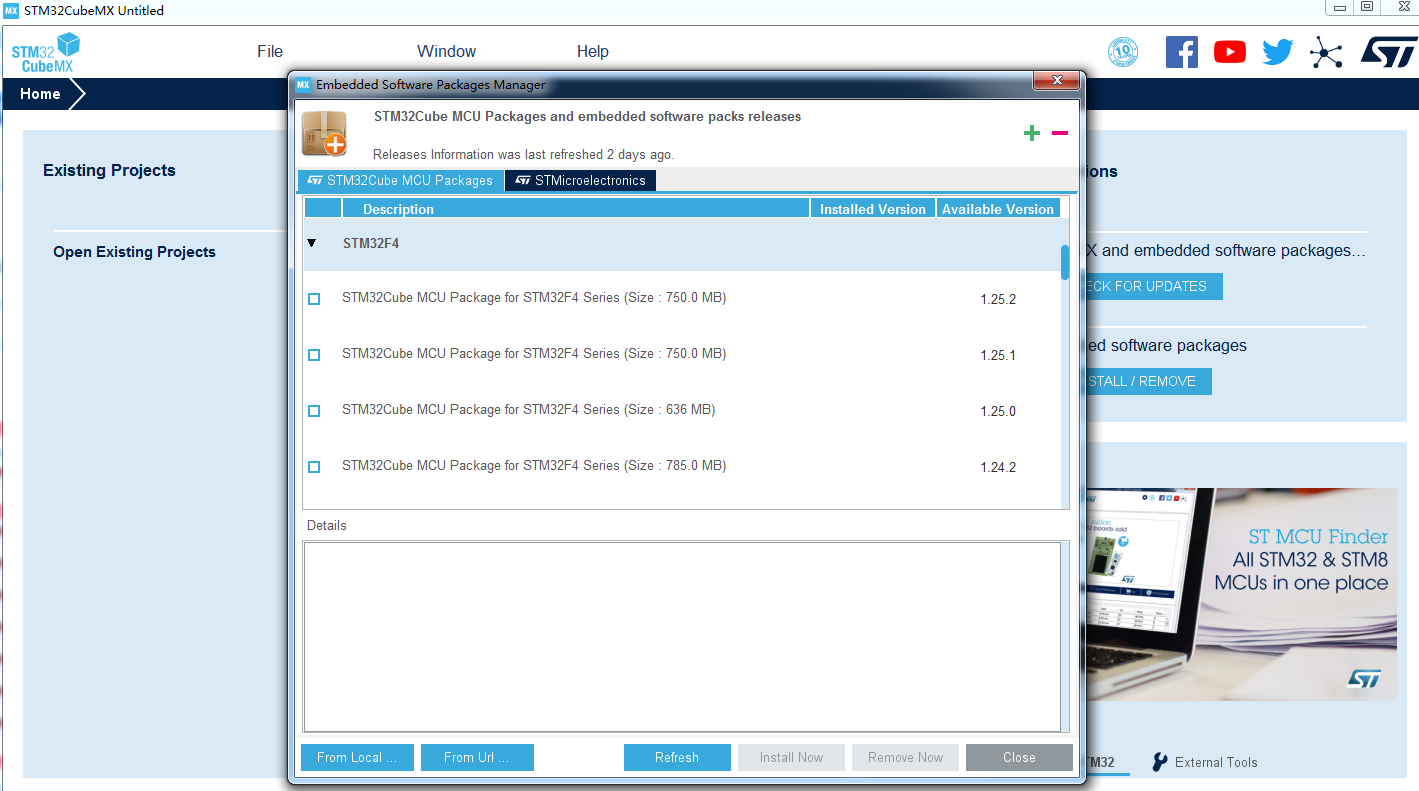 MX STM32CubeMX Untitled
STM32
CubeMX
File Window Help
Home
Existing Projects
Open Existing Projects
MX Embedded Software Packages Manager
STM32Cube MCU Packages and embedded software packs releases
Releases Information was last refreshed 2 days ago.
STM32Cube MCU Packages STMicroelectronics
Description Installed Version Available Version
STM32F4
STM32Cube MCU Package for STM32F4 Series (Size : 750.0 MB) 1.25.2
STM32Cube MCU Package for STM32F4 Series (Size : 750.0 MB) 1.25.1
STM32Cube MCU Package for STM32F4 Series (Size : 636 MB) 1.25.0
STM32Cube MCU Package for STM32F4 Series (Size : 785.0 MB) 1.24.2
Details
From Local ... From Url ... Refresh Install Now Remove Now Close
ions
X and embedded software packages...
ECK FOR UPDATES
ed software packages
STALL / REMOVE
ST MCU Finder
All STM32 & STM8
MCUs in one place
ST
TM32 External Tools